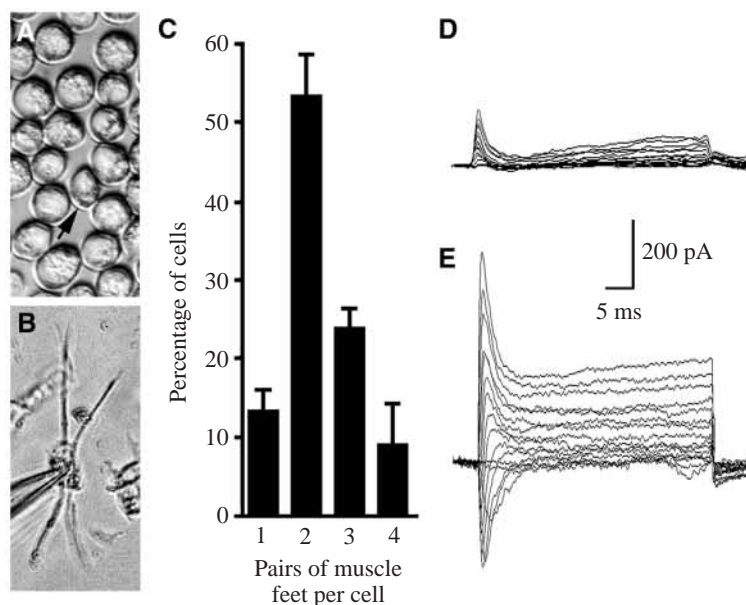 A
B
C
60
50
40
30
20
10
0
Percentage of cells
1 2 3 4
Pairs of muscle
feet per cell
D
200 pA
5 ms
E